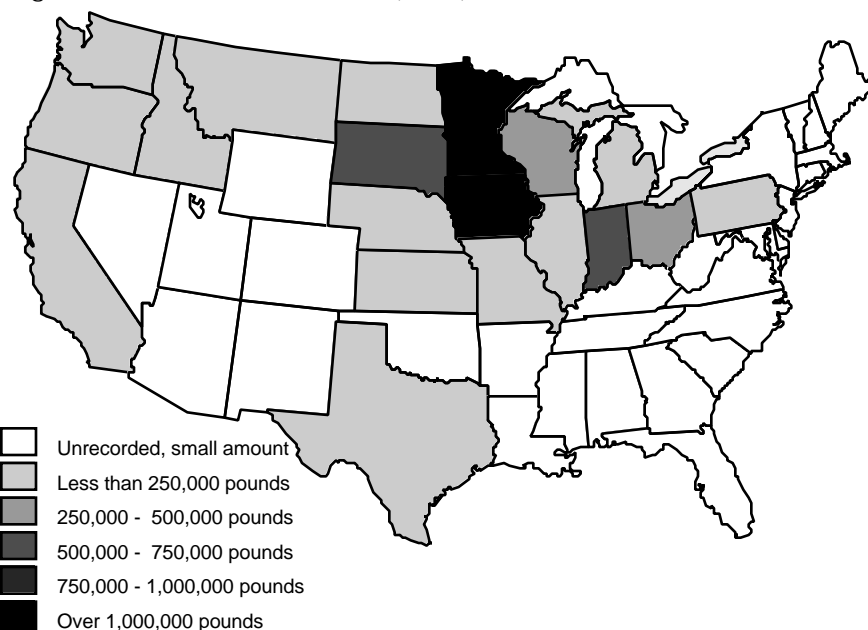 Unrecorded, small amount
Less than 250,000 pounds
250,000 - 500,000 pounds
500,000 - 750,000 pounds
750,000 - 1,000,000 pounds
Over 1,000,000 pounds